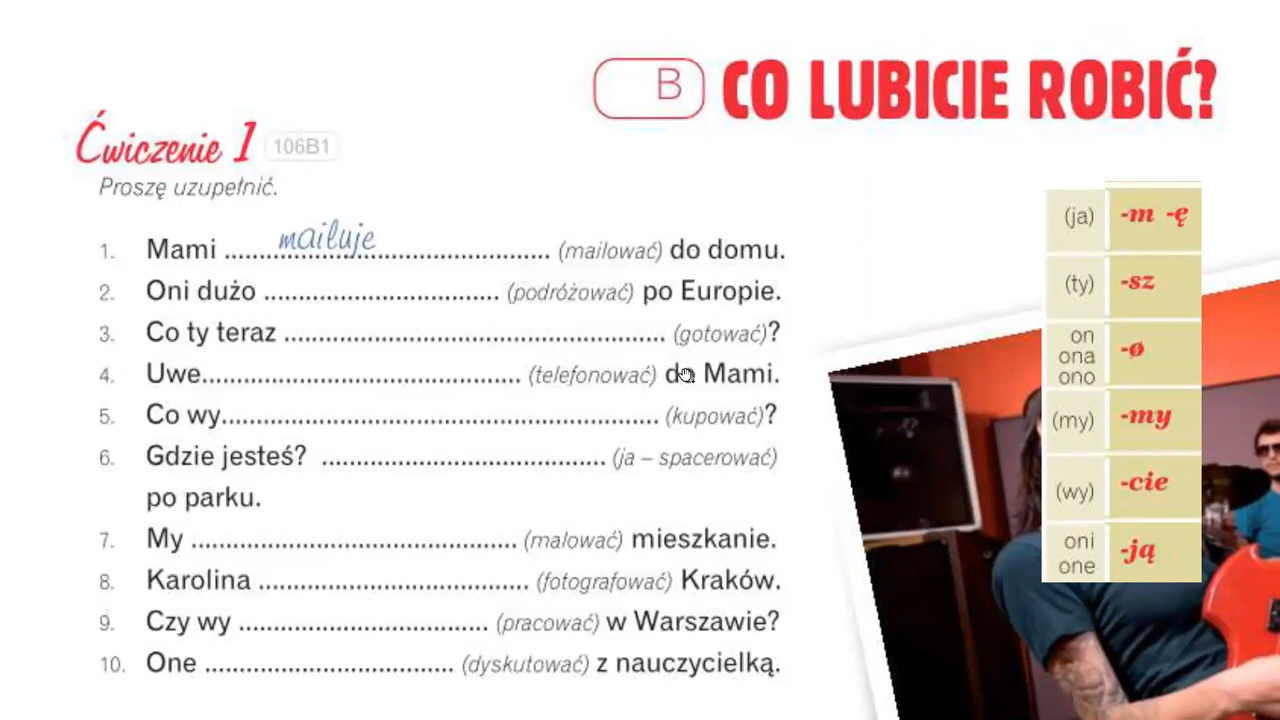 B CO LUBICIE ROBIĆ?
Ćwiczenie 1 106B1
Proszę uzupełnić.
1. Mami .......... mailuje .......... (mailować) do domu.
2. Oni dużo .................................. (podróżować) po Europie.
3. Co ty teraz ..................................................... (gotować)?
4. Uwe............................................. (telefonować) do Mami.
5. Co wy............................................................. (kupować)?
6. Gdzie jesteś? ........................................ (ja – spacerować)
po parku.
7. My .............................................. (malować) mieszkanie.
8. Karolina ...................................... (fotografować) Kraków.
9. Czy wy ................................... (pracować) w Warszawie?
10. One ................................... (dyskutować) z nauczycielką.
(ja) -m -ę
(ty) -sz
on
ona
ono
-ø
(my) -my
(wy) -cie
oni
one
-ją